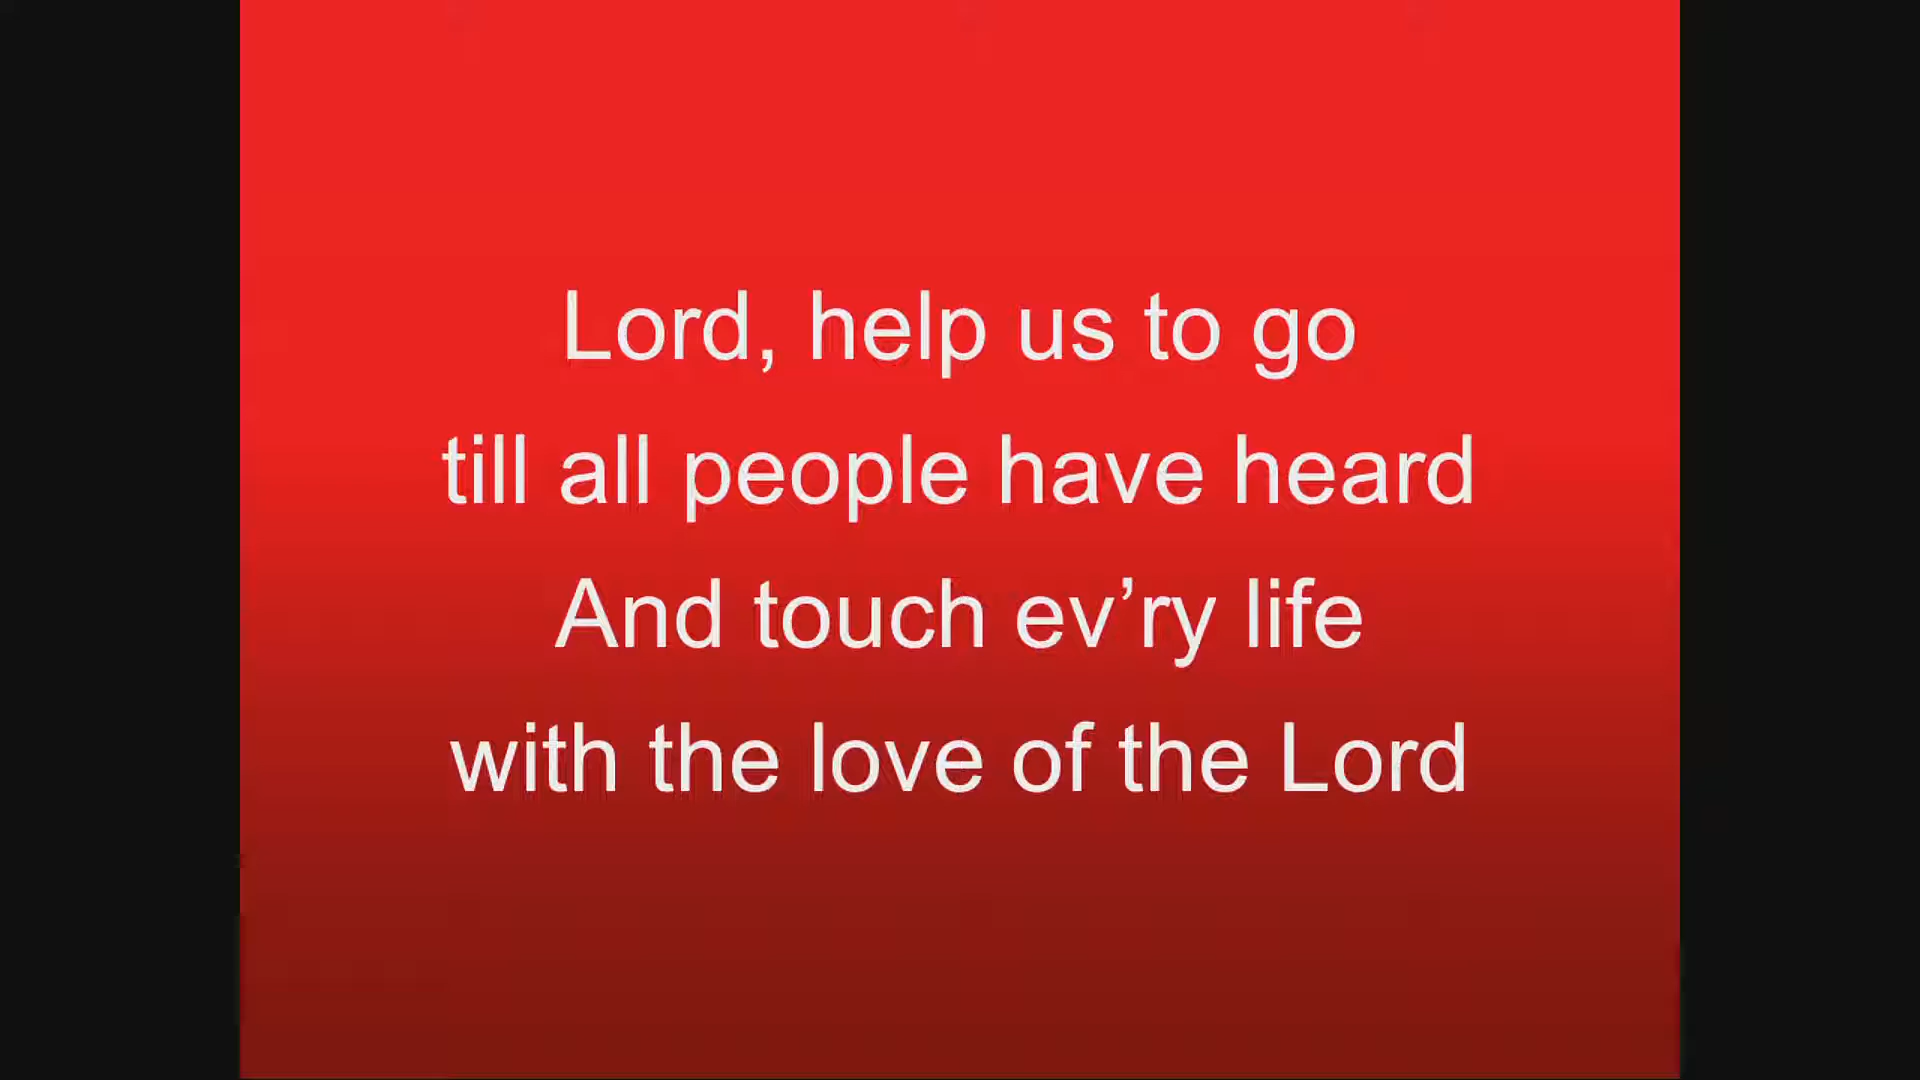 Lord, help us to go
till all people have heard
And touch ev’ry life
with the love of the Lord